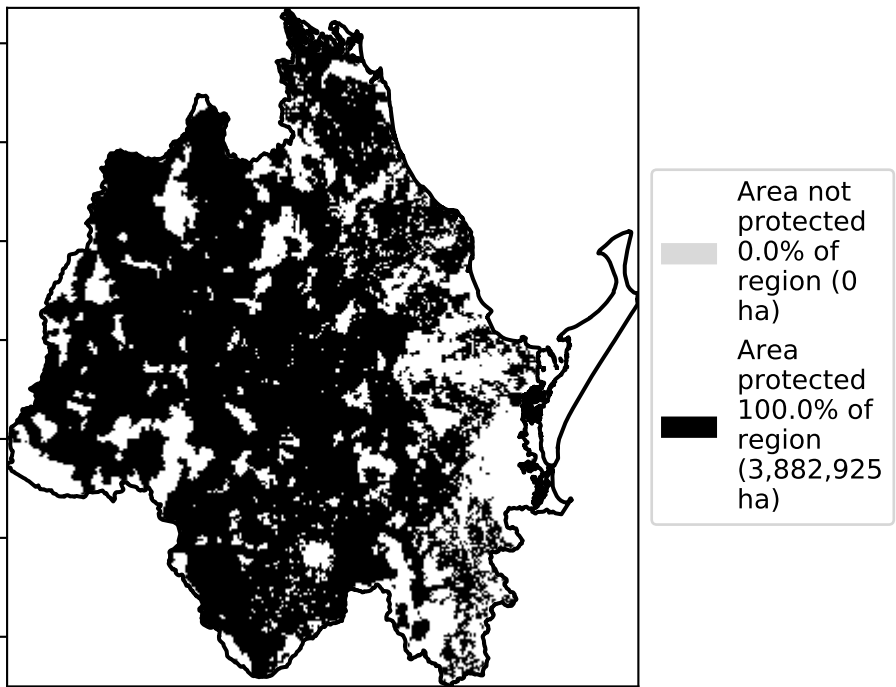 Area not
protected
0.0% of
region (0
ha)
Area
protected
100.0% of
region
(3,882,925
ha)